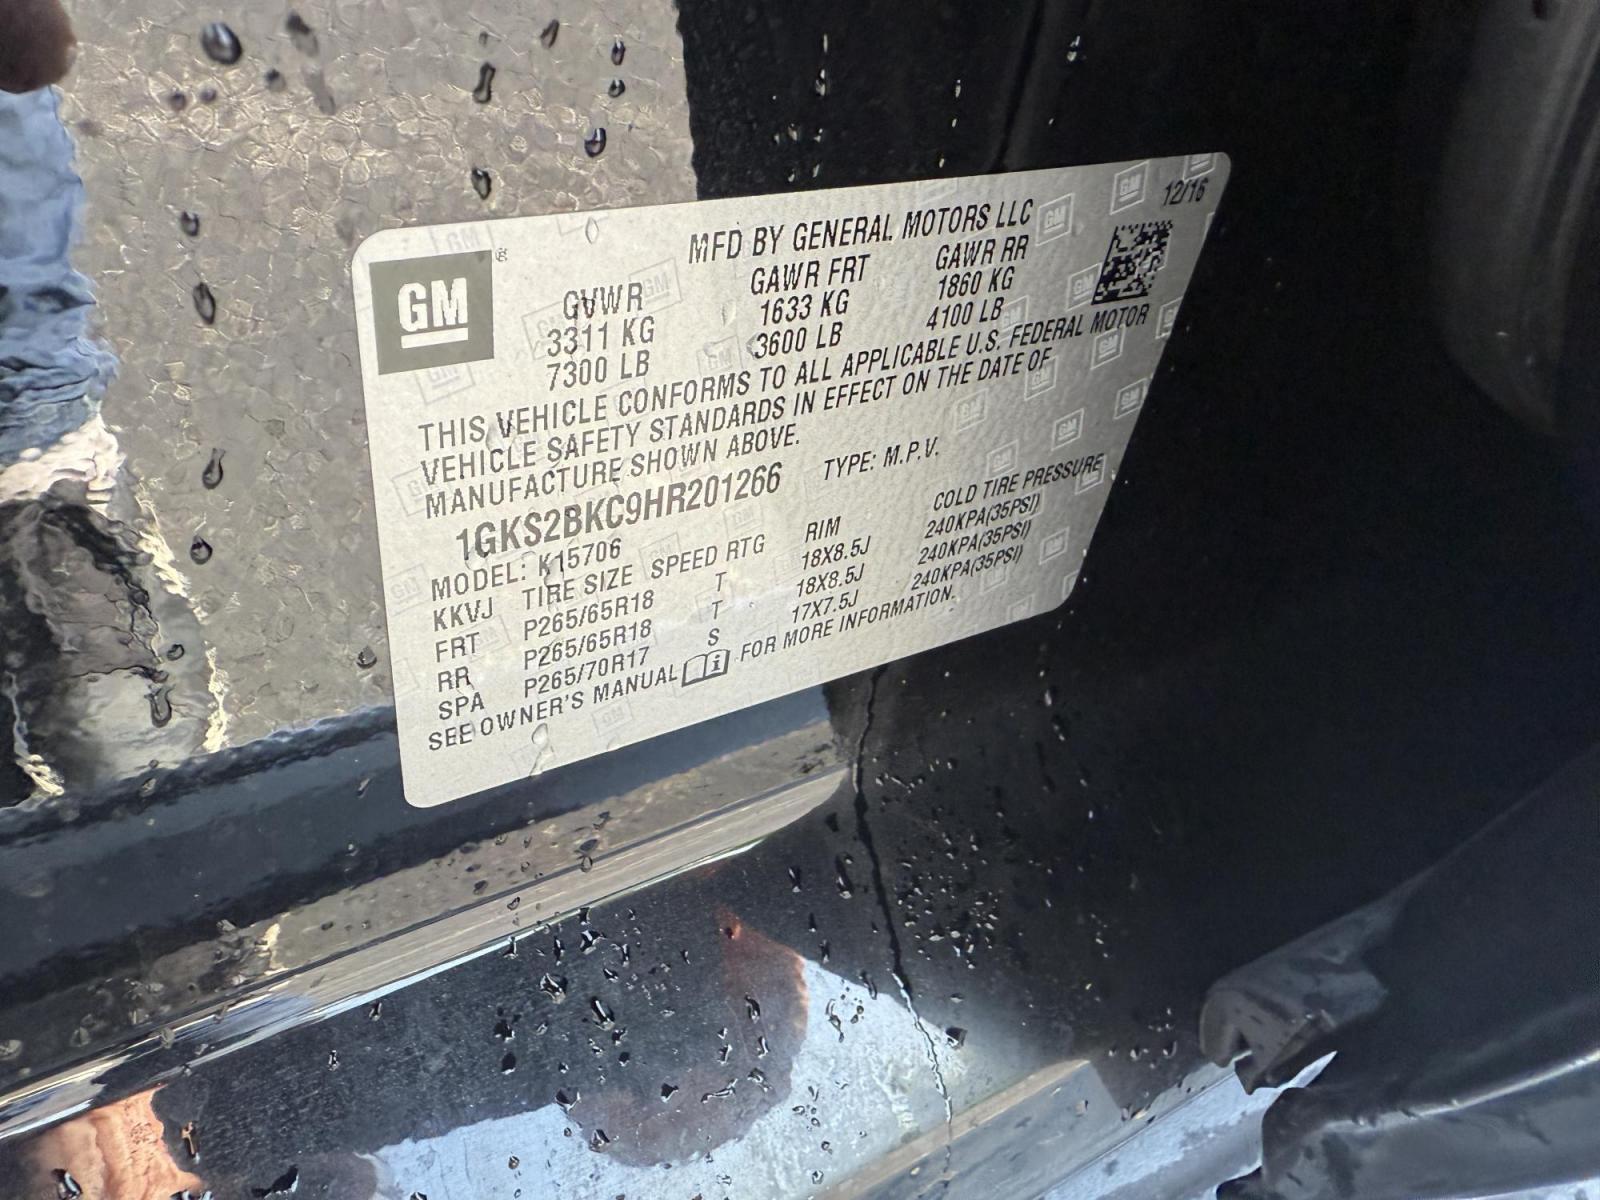 12/16
MFD BY GENERAL MOTORS LLC
GM
GVWR GAWR FRT GAWR RR
3311 KG 1633 KG 1860 KG
7300 LB 3600 LB 4100 LB
THIS VEHICLE CONFORMS TO ALL APPLICABLE U.S. FEDERAL MOTOR
VEHICLE SAFETY STANDARDS IN EFFECT ON THE DATE OF
MANUFACTURE SHOWN ABOVE.
1GKS2BKC9HR201266 TYPE: M.P.V.
MODEL: K15706
KKVJ TIRE SIZE SPEED RTG RIM COLD TIRE PRESSURE
FRT P265/65R18 T 18X8.5J 240KPA(35PSI)
RR P265/65R18 T 18X8.5J 240KPA(35PSI)
SPA P265/70R17 S 17X7.5J 240KPA(35PSI)
SEE OWNER'S MANUAL FOR MORE INFORMATION.